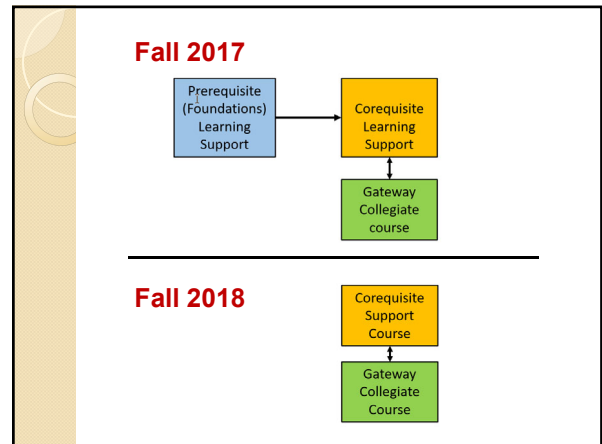 Fall 2017
Prerequisite
(Foundations)
Learning
Support
Corequisite
Learning
Support
Gateway
Collegiate
course
Fall 2018
Corequisite
Support
Course
Gateway
Collegiate
Course